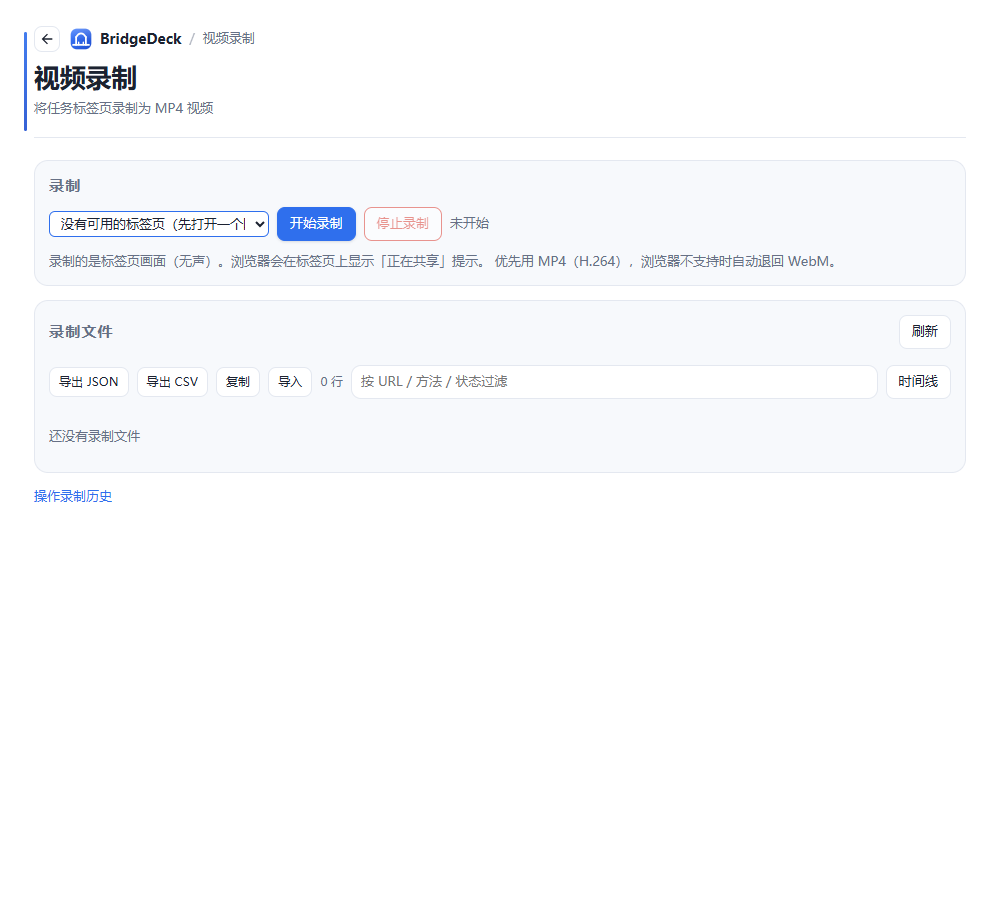 BridgeDeck / 视频录制
视频录制
将任务标签页录制为 MP4 视频
录制
没有可用的标签页（先打开一个 开始录制 停止录制 未开始
录制的是标签页画面（无声）。浏览器会在标签页上显示「正在共享」提示。 优先用 MP4（H.264），浏览器不支持时自动退回 WebM。
录制文件 刷新
导出 JSON 导出 CSV 复制 导入 0 行 按 URL / 方法 / 状态过滤 时间线
还没有录制文件
操作录制历史